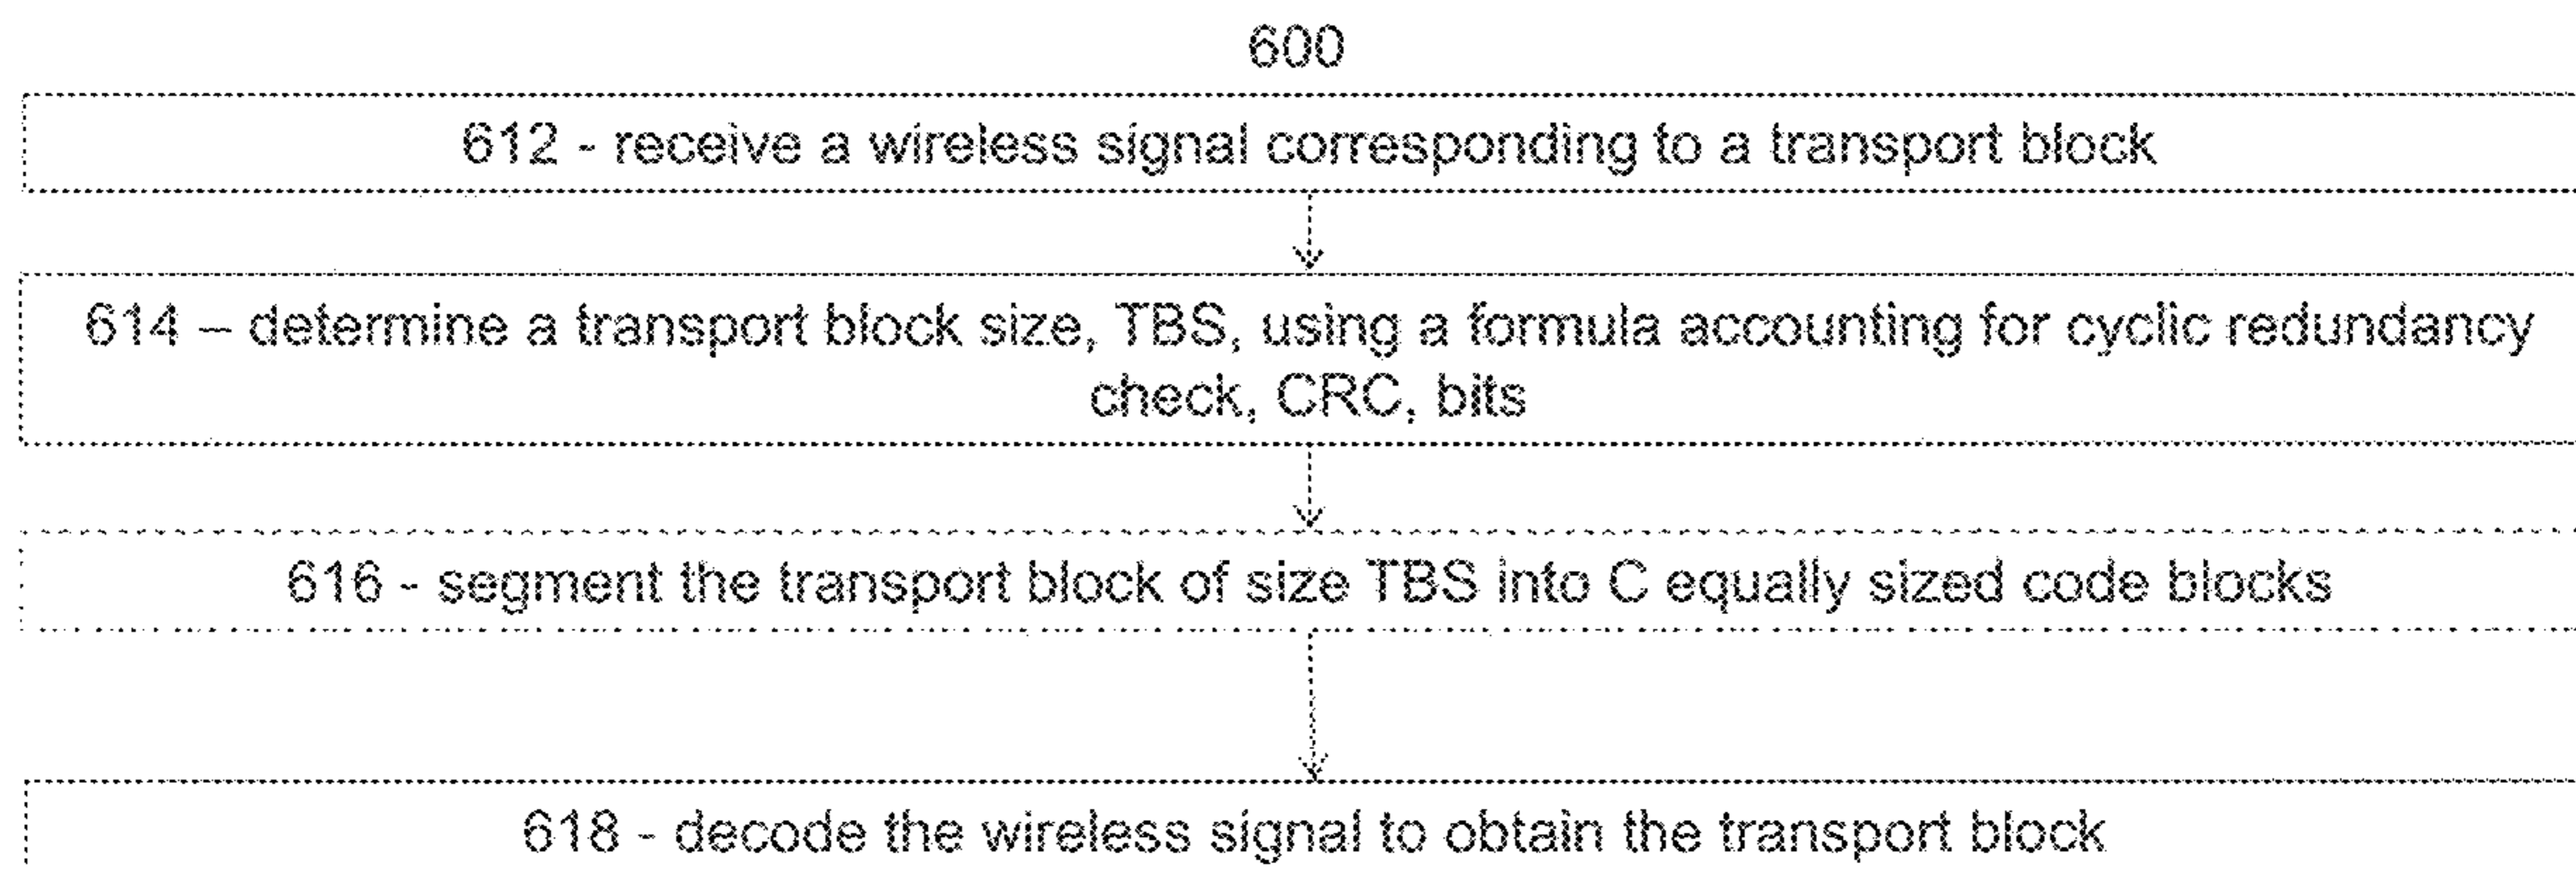 600
612 - receive a wireless signal corresponding to a transport block
614 – determine a transport block size, TBS, using a formula accounting for cyclic redundancy
check, CRC, bits
616 - segment the transport block of size TBS into C equally sized code blocks
618 - decode the wireless signal to obtain the transport block